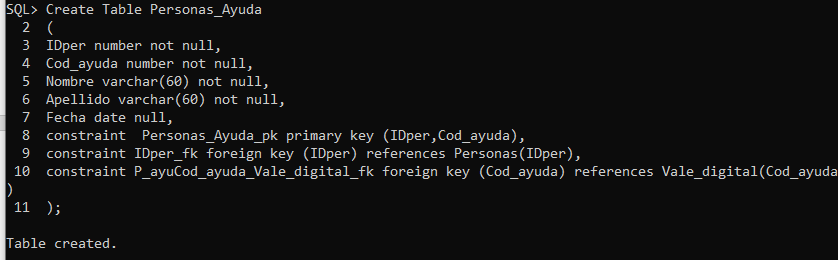 SQL> Create Table Personas_Ayuda
2 (
3 IDper number not null,
4 Cod_ayuda number not null,
5 Nombre varchar(60) not null,
6 Apellido varchar(60) not null,
7 Fecha date null,
8 constraint  Personas_Ayuda_pk primary key (IDper,Cod_ayuda),
9 constraint IDper_fk foreign key (IDper) references Personas(IDper),
10 constraint P_ayuCod_ayuda_Vale_digital_fk foreign key (Cod_ayuda) references Vale_digital(Cod_ayuda
)
11 );
Table created.